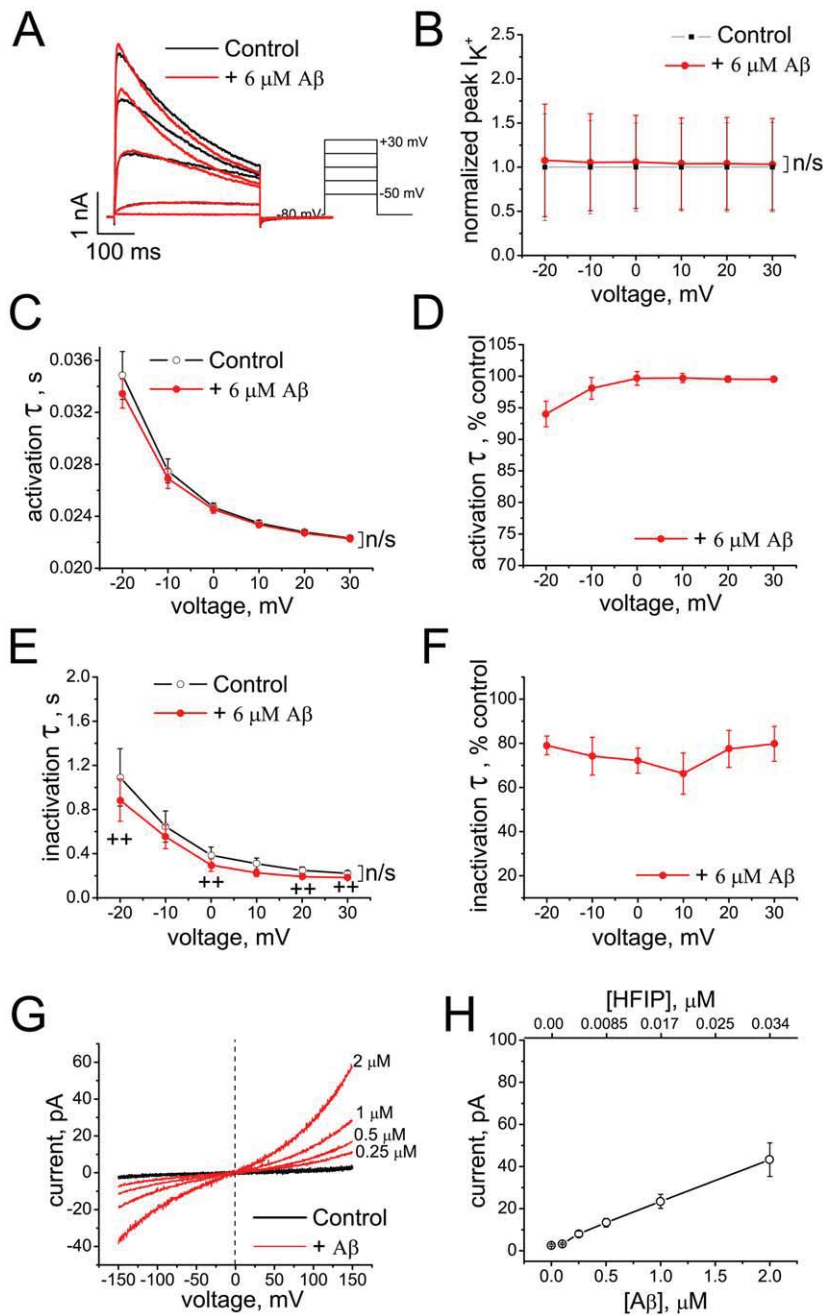 A
Control
+ 6 μM Aβ
+30 mV
-50 mV
-80 mV
1 nA
100 ms
B
Control
+ 6 μM Aβ
normalized peak IK+
2.5
2.0
1.5
1.0
0.5
0.0
n/s
-20 -10 0 10 20 30
voltage, mV
C
Control
+ 6 μM Aβ
activation τ , s
0.036
0.032
0.028
0.024
0.020
n/s
-20 -10 0 10 20 30
voltage, mV
D
activation τ , % control
105
100
95
90
85
80
75
70
+ 6 μM Aβ
-20 -10 0 10 20 30
voltage, mV
E
Control
+ 6 μM Aβ
inactivation τ , s
2.0
1.6
1.2
0.8
0.4
0.0
++ ++ ++ ++
n/s
-20 -10 0 10 20 30
voltage, mV
F
inactivation τ , % control
100
80
60
40
20
+ 6 μM Aβ
-20 -10 0 10 20 30
voltage, mV
G
current, pA
60
40
20
0
-20
-40
2 μM
1 μM
0.5 μM
0.25 μM
Control
+ Aβ
-150 -100 -50 0 50 100 150
voltage, mV
H
[HFIP], μM
0.00 0.0085 0.017 0.025 0.034
current, pA
100
80
60
40
20
0
0.0 0.5 1.0 1.5 2.0
[Aβ], μM